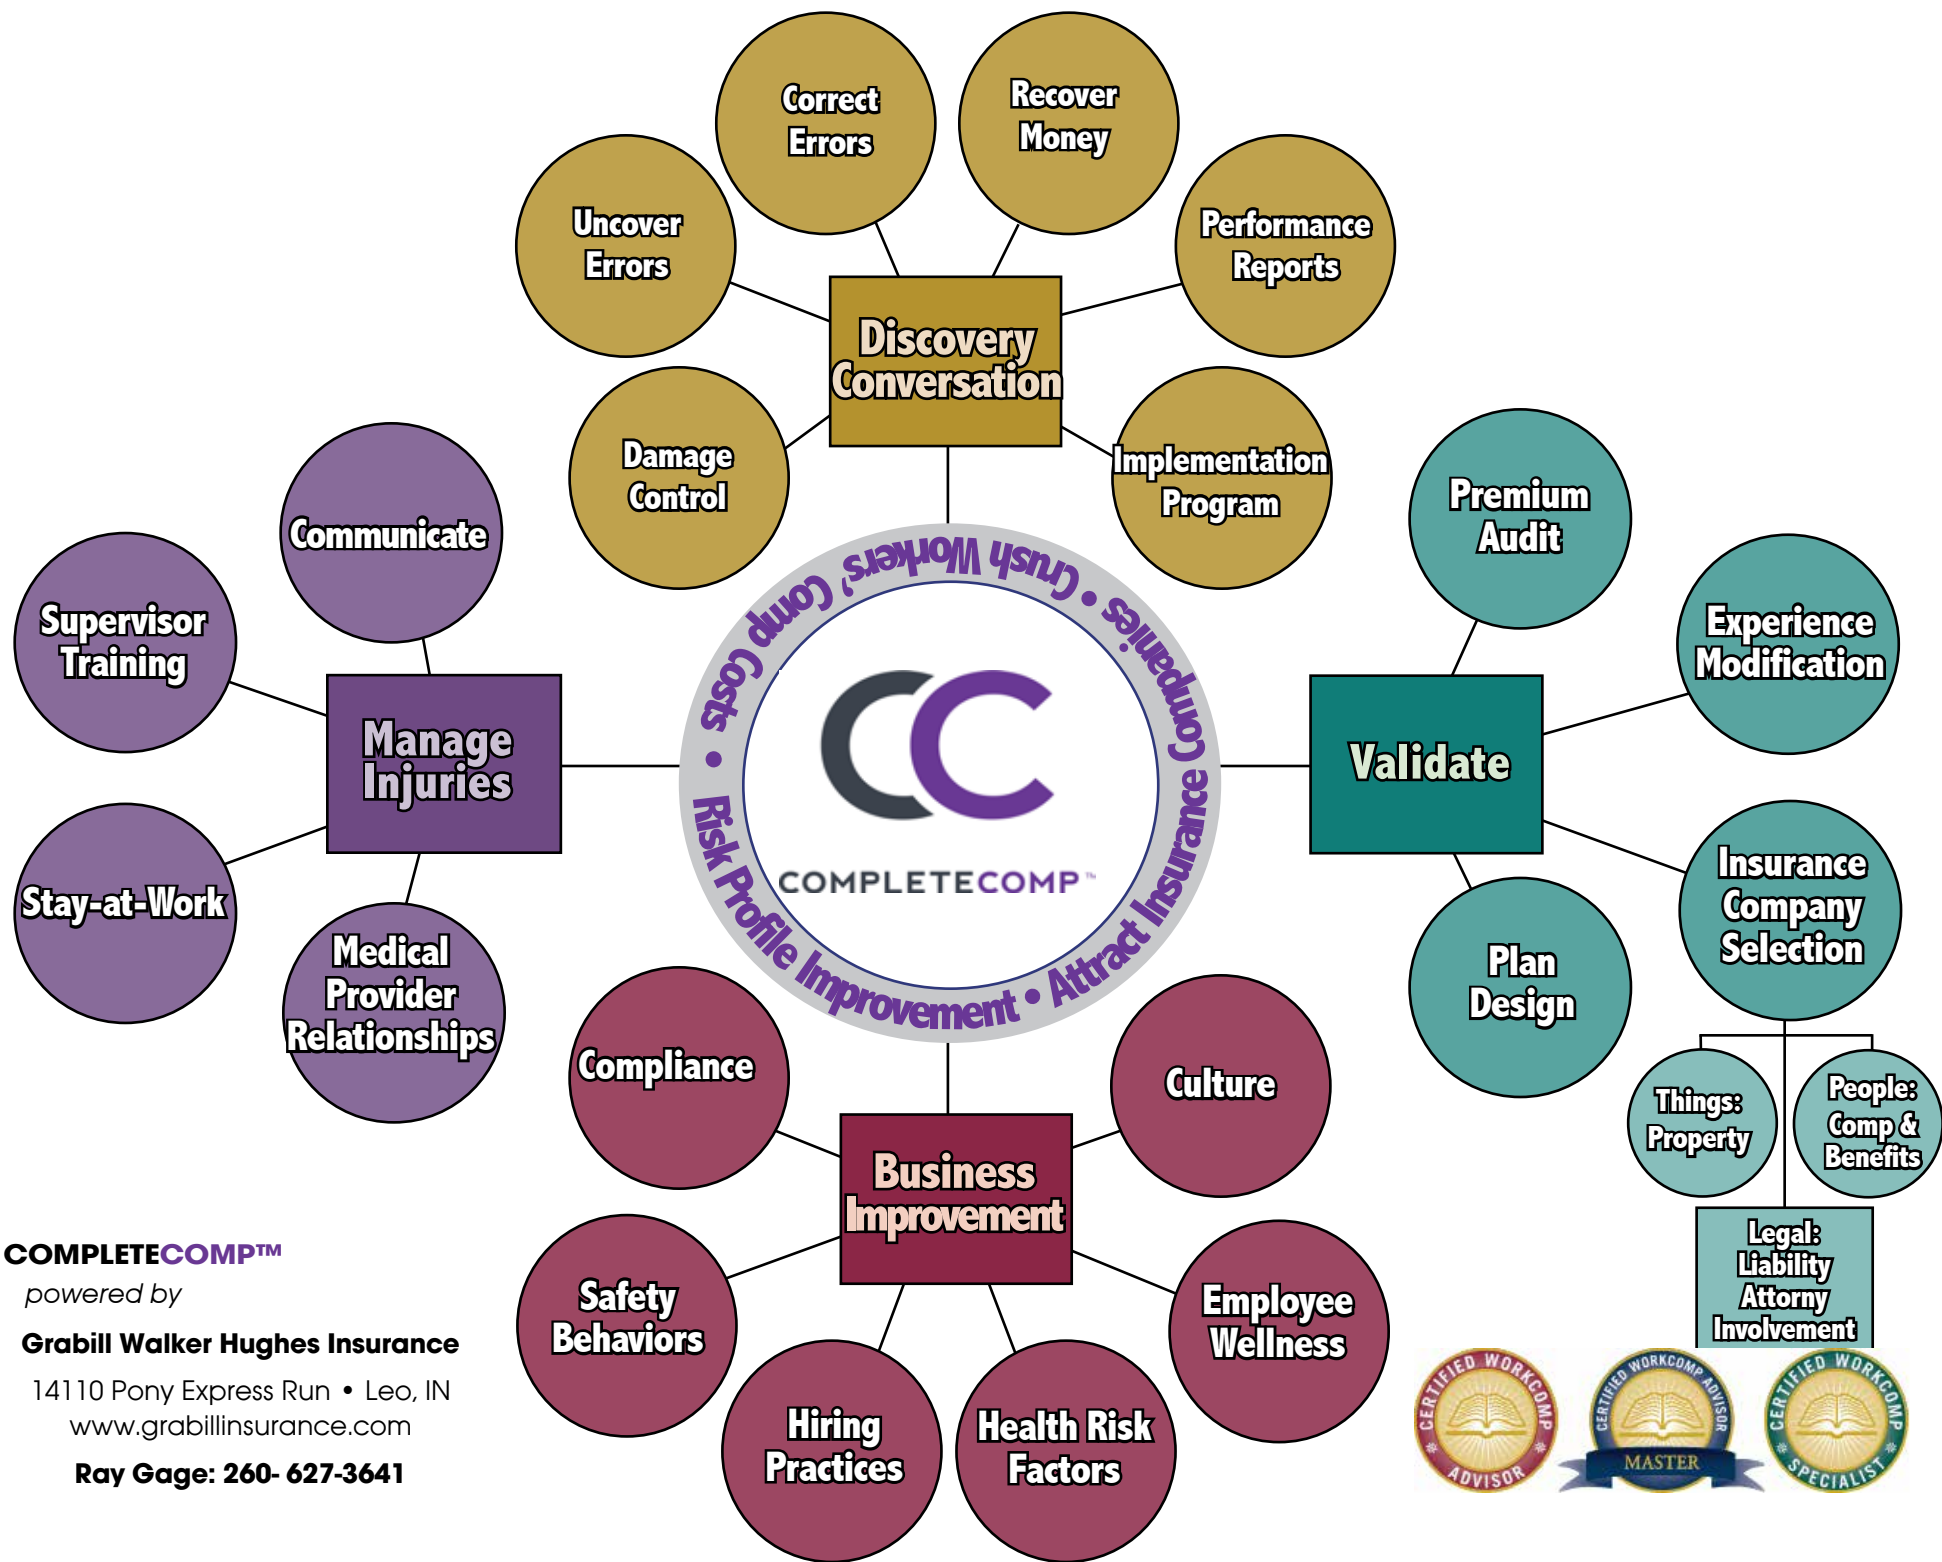 Correct
Errors
Recover
Money
Uncover
Errors
Performance
Reports
Discovery
Conversation
Damage
Control
Implementation
Program
Communicate
Supervisor
Training
Manage
Injuries
Stay-at-Work
Medical
Provider
Relationships
Crush Workers’ Comp Costs • Risk Profile Improvement • Attract Insurance Companies •
CC
COMPLETECOMP™
Premium
Audit
Experience
Modification
Validate
Insurance
Company
Selection
Plan
Design
Things:
Property
People:
Comp &
Benefits
Legal:
Liability
Attorny
Involvement
Compliance
Culture
Business
Improvement
Safety
Behaviors
Employee
Wellness
Hiring
Practices
Health Risk
Factors
COMPLETECOMP™
powered by
Grabill Walker Hughes Insurance
14110 Pony Express Run • Leo, IN
www.grabillinsurance.com
Ray Gage: 260- 627-3641
CERTIFIED WORKCOMP
ADVISOR
CERTIFIED WORKCOMP ADVISOR
MASTER
CERTIFIED WORKCOMP
SPECIALIST